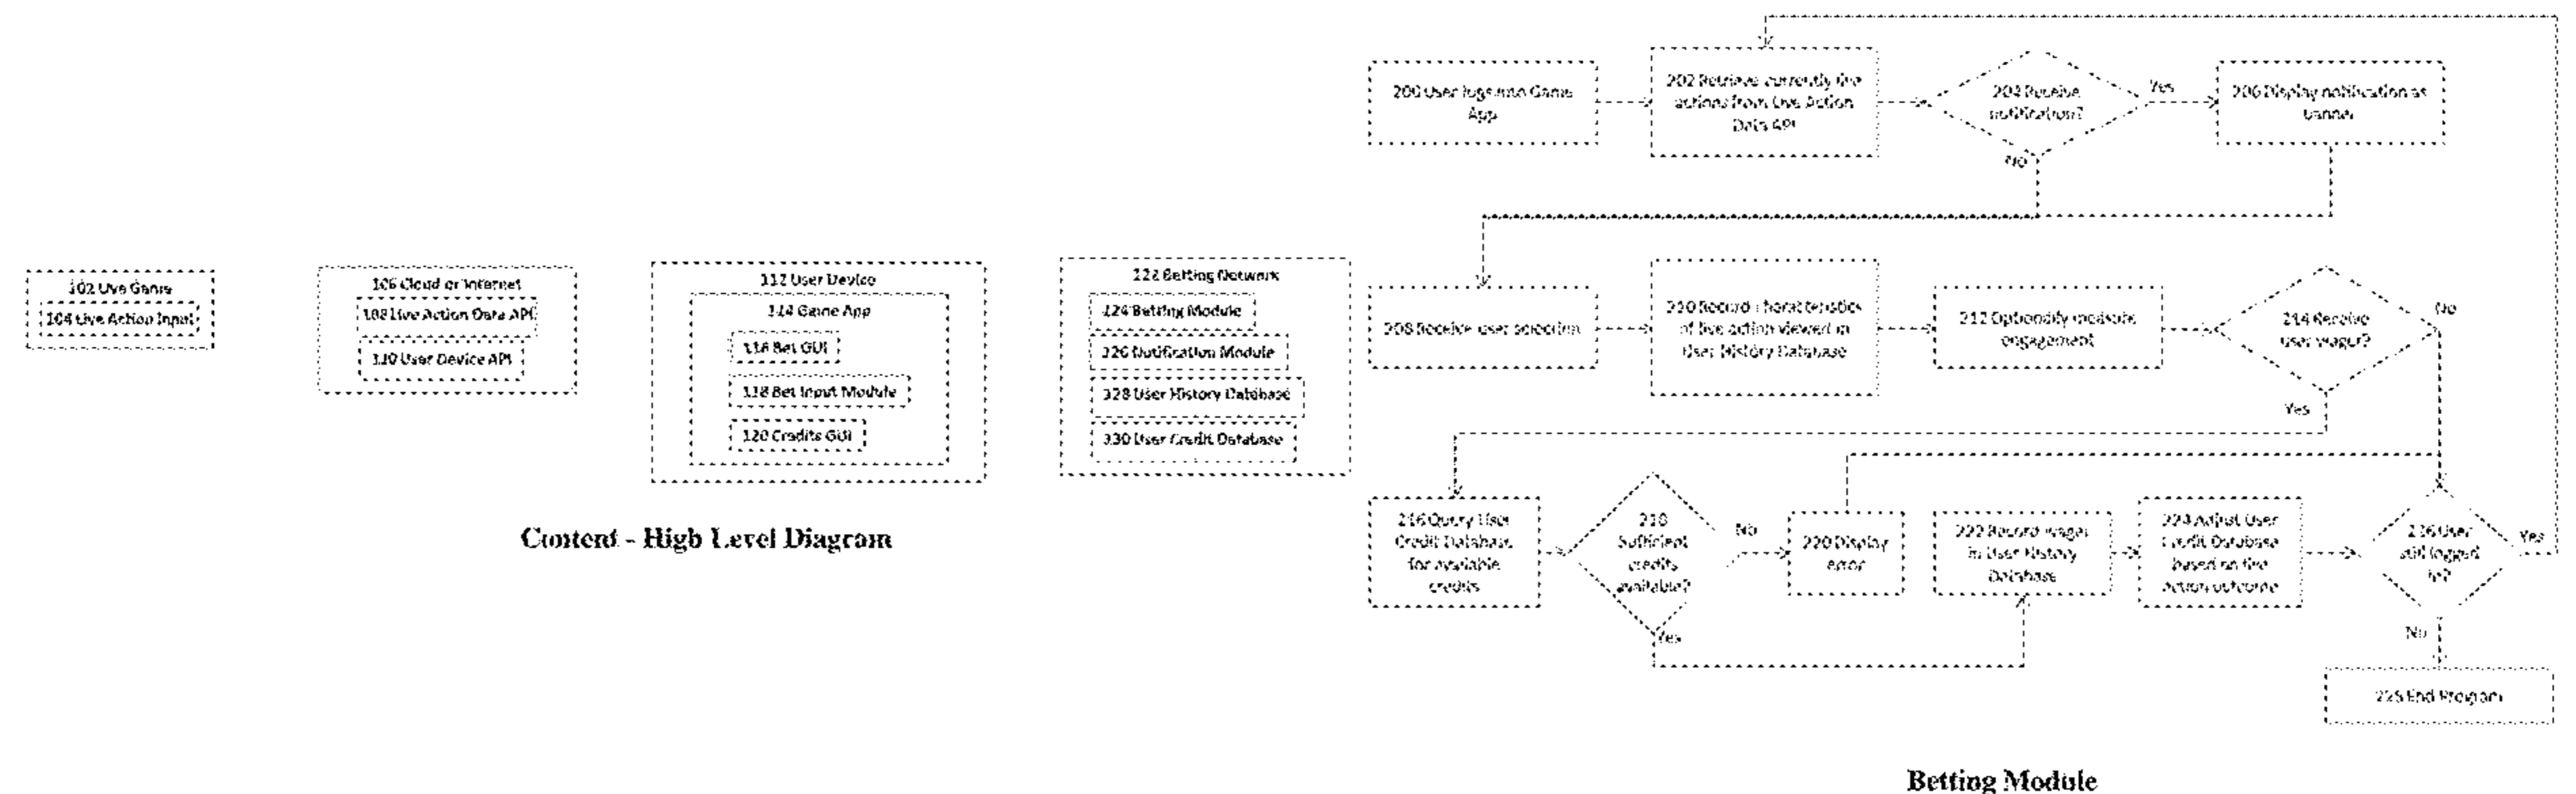 102 Live Game
104 Live Action Input
106 Cloud or Internet
108 Live Action Data API
110 User Device API
112 User Device
114 Game App
116 Bet GUI
118 Bet Input Module
120 Credits GUI
122 Betting Network
124 Betting Module
126 Notification Module
128 User History Database
130 User Credit Database
Content - High Level Diagram
200 User logs into Game
App
202 Retrieve currently live
actions from Live Action
Data API
204 Receive
notification?
Yes
No
206 Display notification as
banner
208 Receive user selection
210 Record characteristics
of live action viewed in
User History Database
212 Optionally measure
engagement
214 Receive
user wager?
No
Yes
216 Query User
Credit Database
for available
credits
218
Sufficient
credits
available?
No
Yes
220 Display
error
222 Record wager
in User History
Database
224 Adjust User
Credit Database
based on the
Action outcome
226 User
still logged
in?
Yes
No
228 End Program
Betting Module